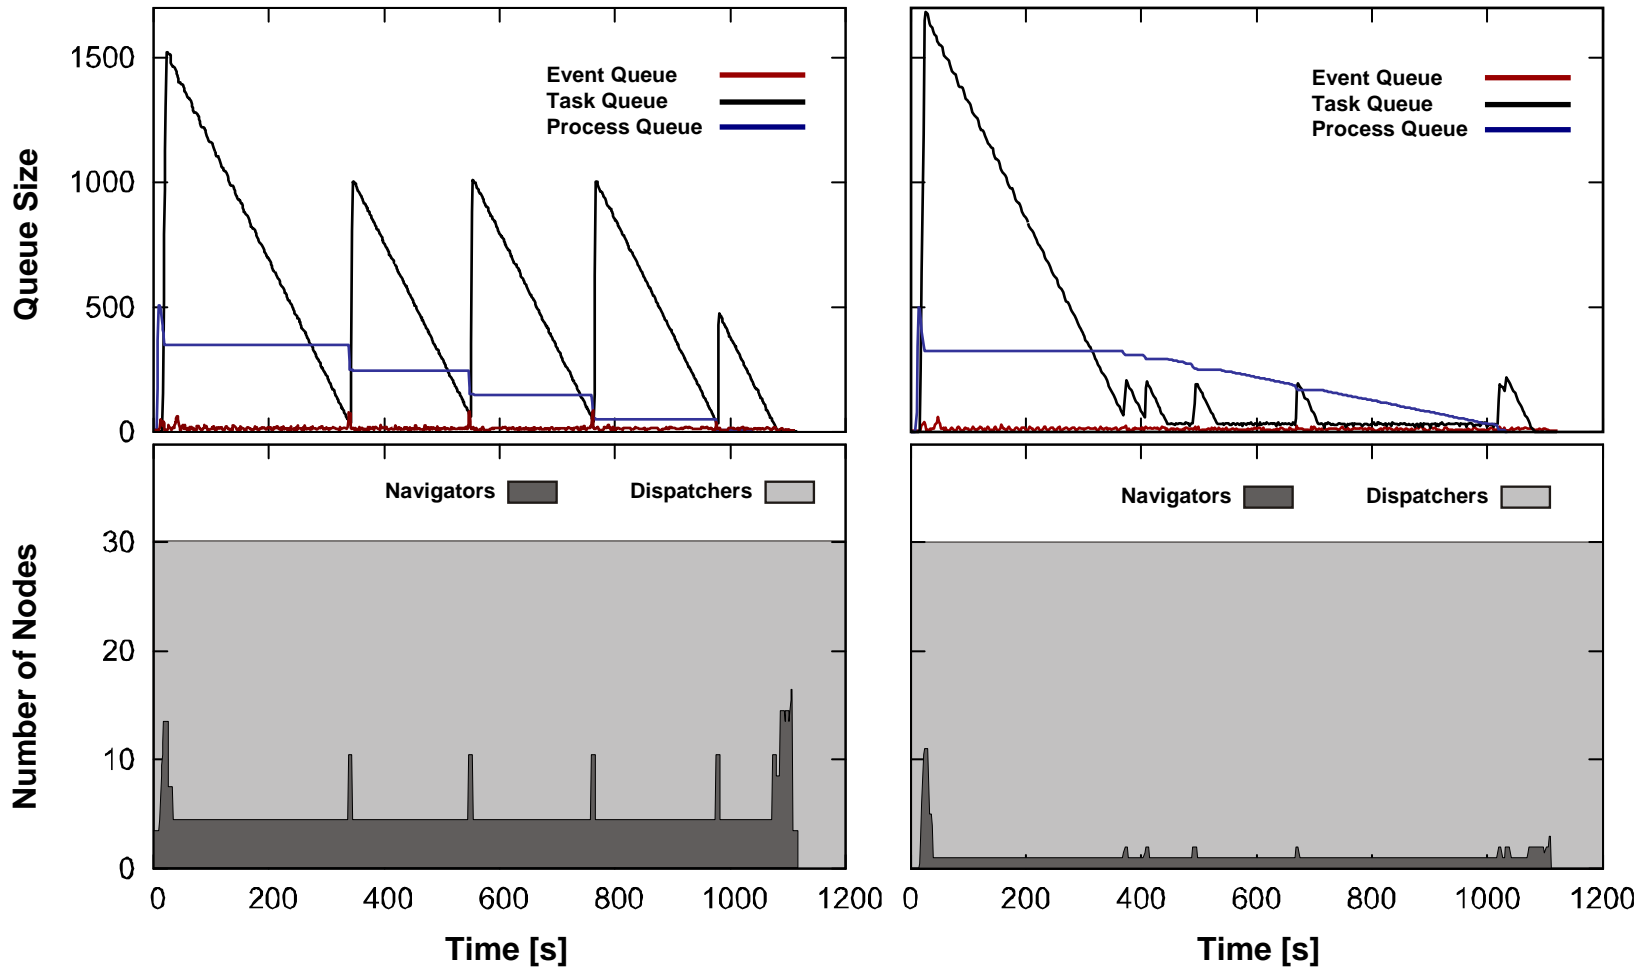 1500
1000
500
0
Queue Size
Event Queue
Task Queue
Process Queue
Event Queue
Task Queue
Process Queue
30
20
10
0
Number of Nodes
Navigators
Dispatchers
Navigators
Dispatchers
0 200 400 600 800 1000 1200
0 200 400 600 800 1000 1200
Time [s]
Time [s]